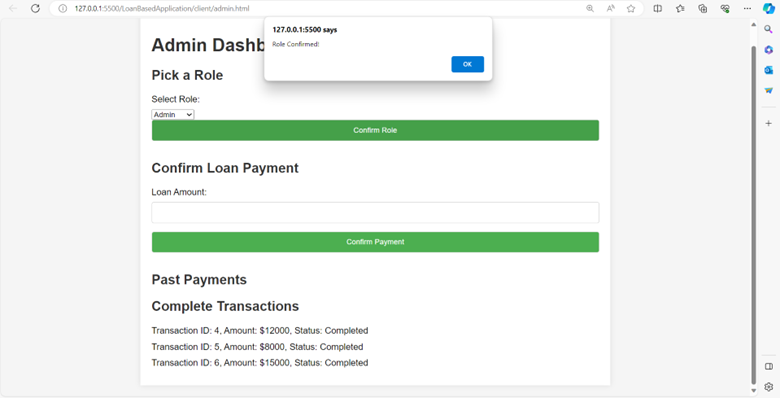 127.0.0.1:5500/LoanBasedApplication/client/admin.html
127.0.0.1:5500 says
Role Confirmed!
OK
Admin Dashb
Pick a Role
Select Role:
Admin
Confirm Role
Confirm Loan Payment
Loan Amount:
Confirm Payment
Past Payments
Complete Transactions
Transaction ID: 4, Amount: $12000, Status: Completed
Transaction ID: 5, Amount: $8000, Status: Completed
Transaction ID: 6, Amount: $15000, Status: Completed